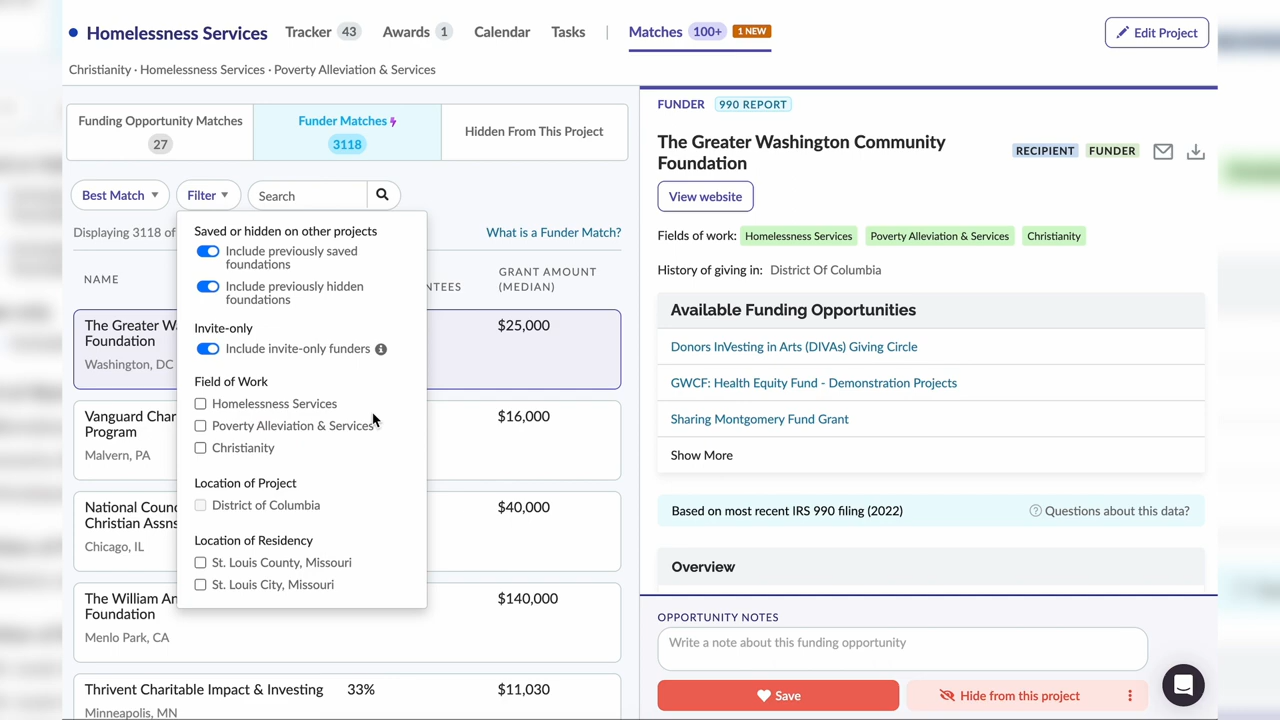 Homelessness Services
Tracker 43
Awards 1
Calendar
Tasks
Matches 100+ 1 NEW
Edit Project
Christianity · Homelessness Services · Poverty Alleviation & Services
Funding Opportunity Matches
27
Funder Matches
3118
Hidden From This Project
Best Match
Filter
Search
Displaying 3118 of
What is a Funder Match?
NAME
NTEES
GRANT AMOUNT
(MEDIAN)
The Greater Wa
Foundation
Washington, DC
$25,000
Vanguard Char
Program
Malvern, PA
$16,000
National Counc
Christian Assns
Chicago, IL
$40,000
The William An
Foundation
Menlo Park, CA
$140,000
Thrivent Charitable Impact & Investing
33%
$11,030
Minneapolis, MN
Saved or hidden on other projects
Include previously saved
foundations
Include previously hidden
foundations
Invite-only
Include invite-only funders
Field of Work
Homelessness Services
Poverty Alleviation & Services
Christianity
Location of Project
District of Columbia
Location of Residency
St. Louis County, Missouri
St. Louis City, Missouri
FUNDER 990 REPORT
The Greater Washington Community
Foundation
RECIPIENT FUNDER
View website
Fields of work: Homelessness Services Poverty Alleviation & Services Christianity
History of giving in: District Of Columbia
Available Funding Opportunities
Donors InVesting in Arts (DIVAs) Giving Circle
GWCF: Health Equity Fund - Demonstration Projects
Sharing Montgomery Fund Grant
Show More
Based on most recent IRS 990 filing (2022)
Questions about this data?
Overview
OPPORTUNITY NOTES
Write a note about this funding opportunity
Save
Hide from this project